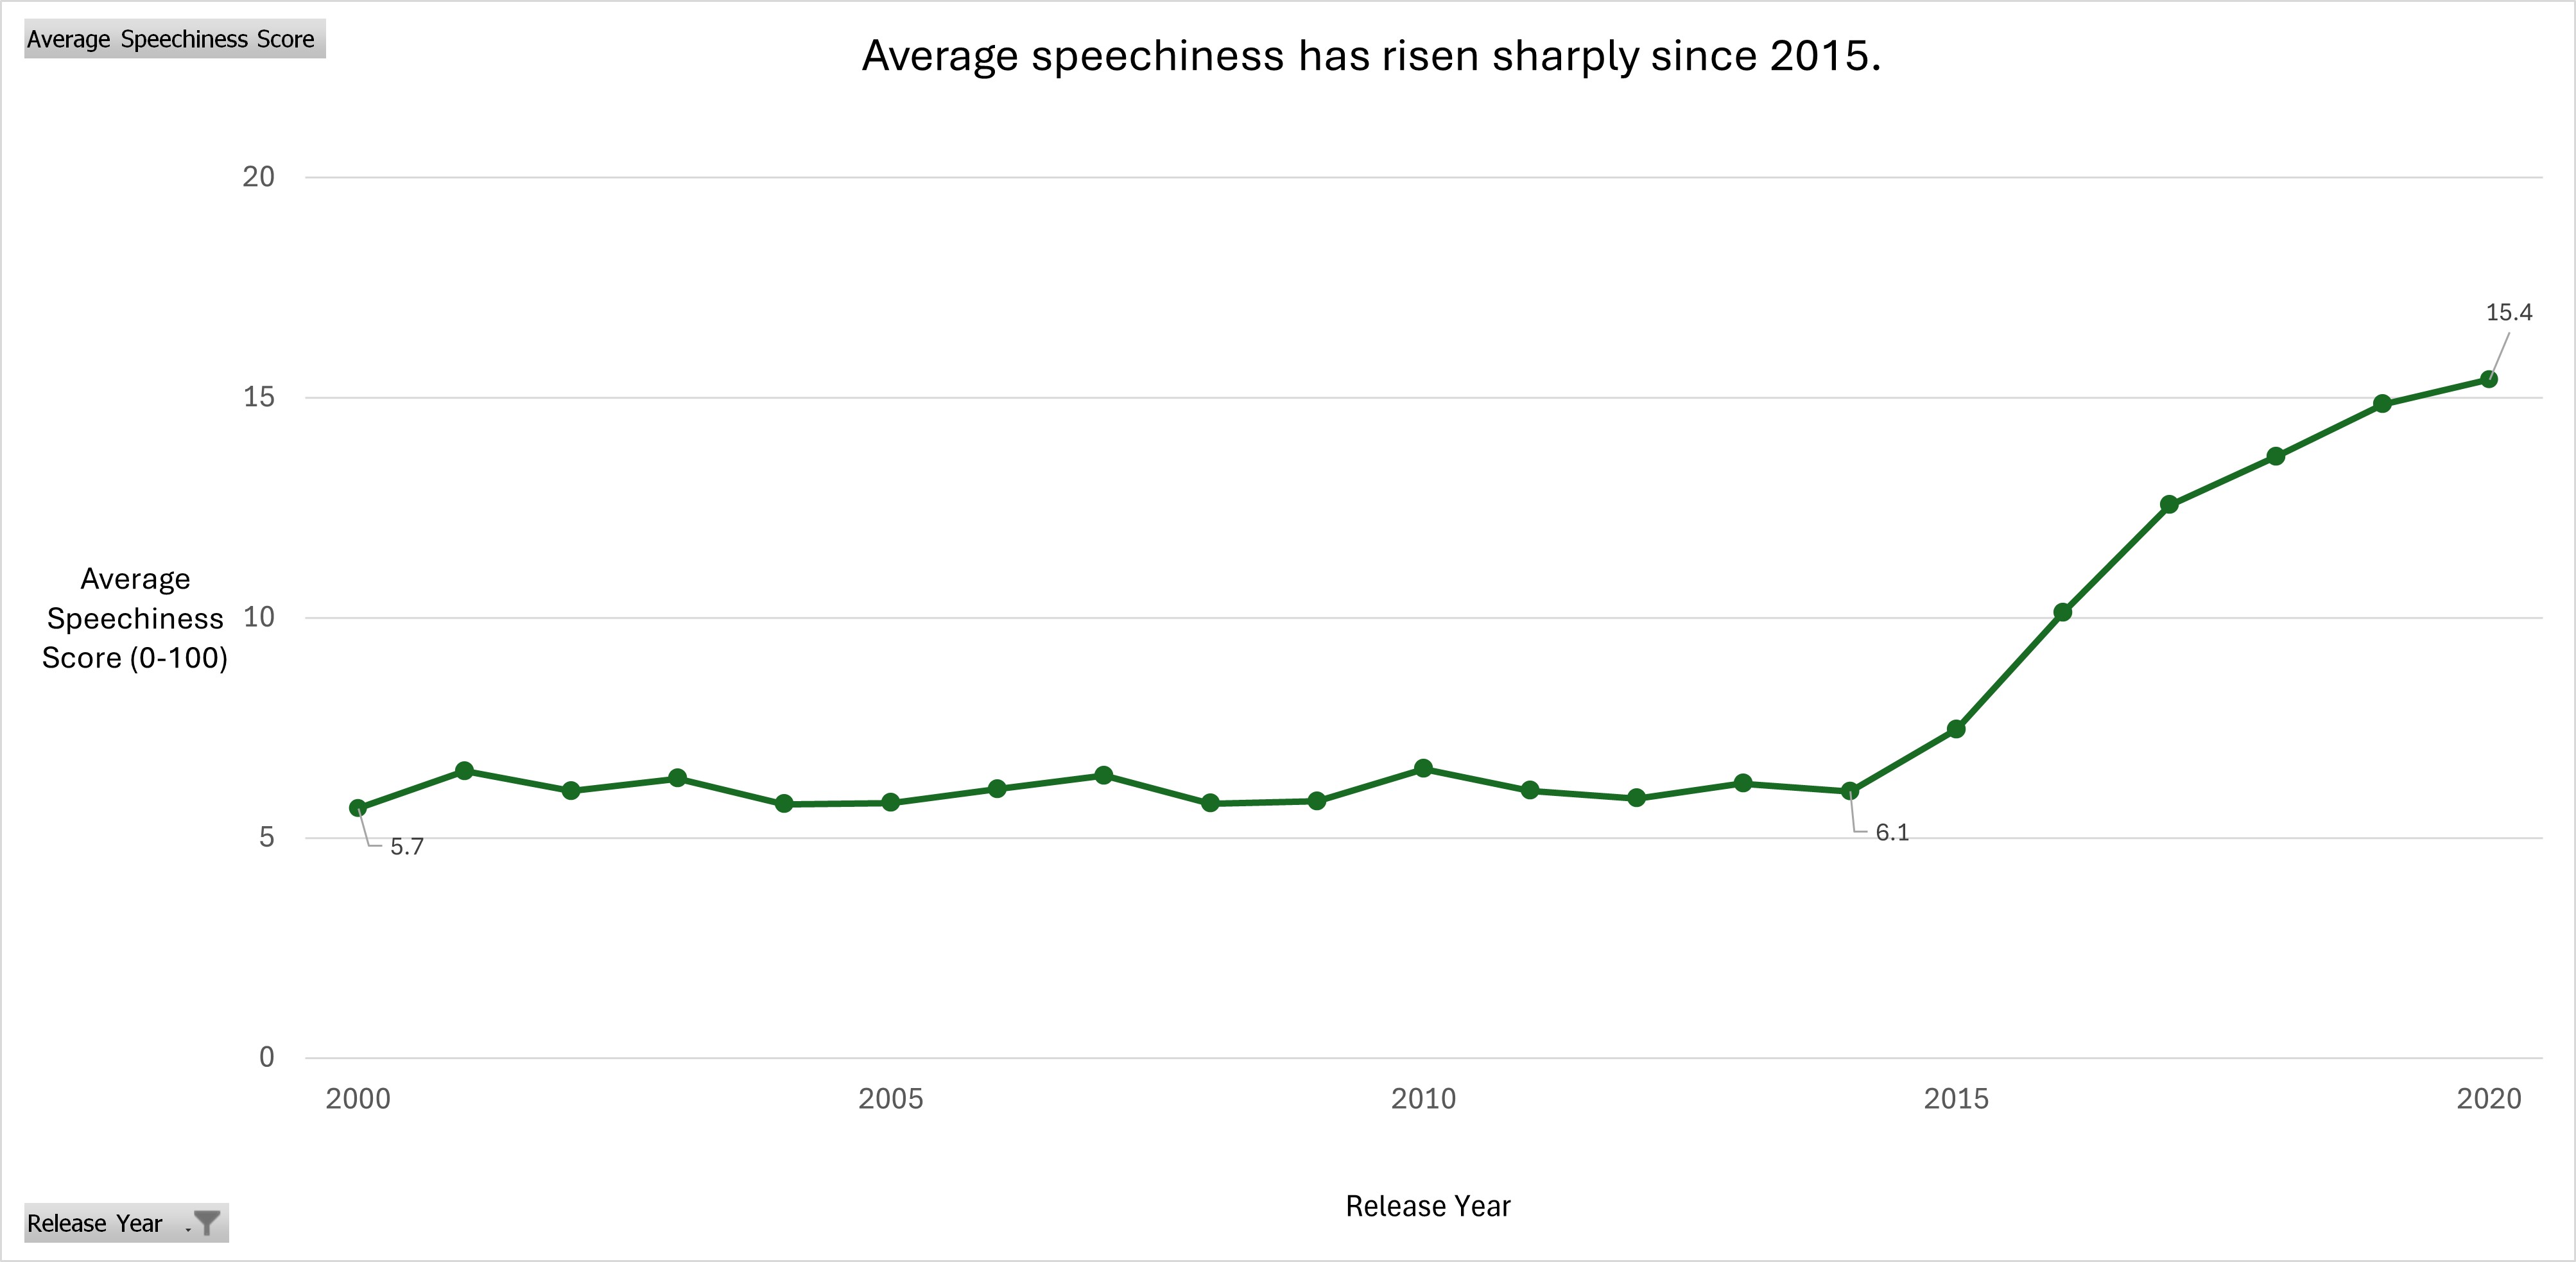 Average Speechiness Score
Average speechiness has risen sharply since 2015.
20
15.4
15
Average
Speechiness
Score (0-100)
10
5
5.7
6.1
0
2000 2005 2010 2015 2020
Release Year
Release Year